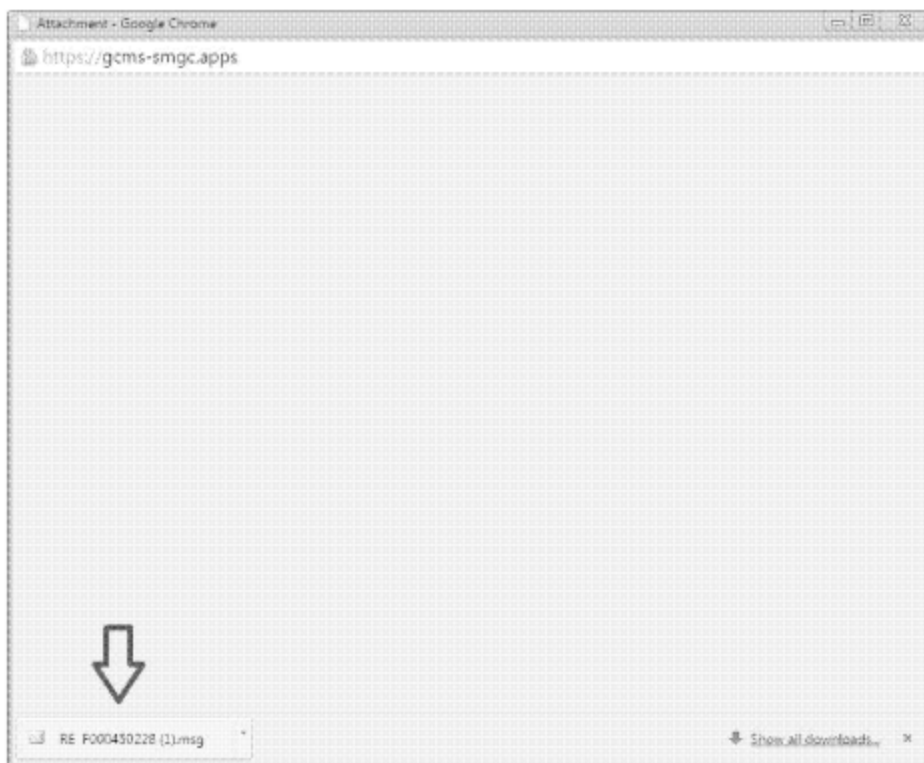 Attachment - Google Chrome
https://gcms-smgc.apps
RE F000430228 (1).msg
Show all downloads...